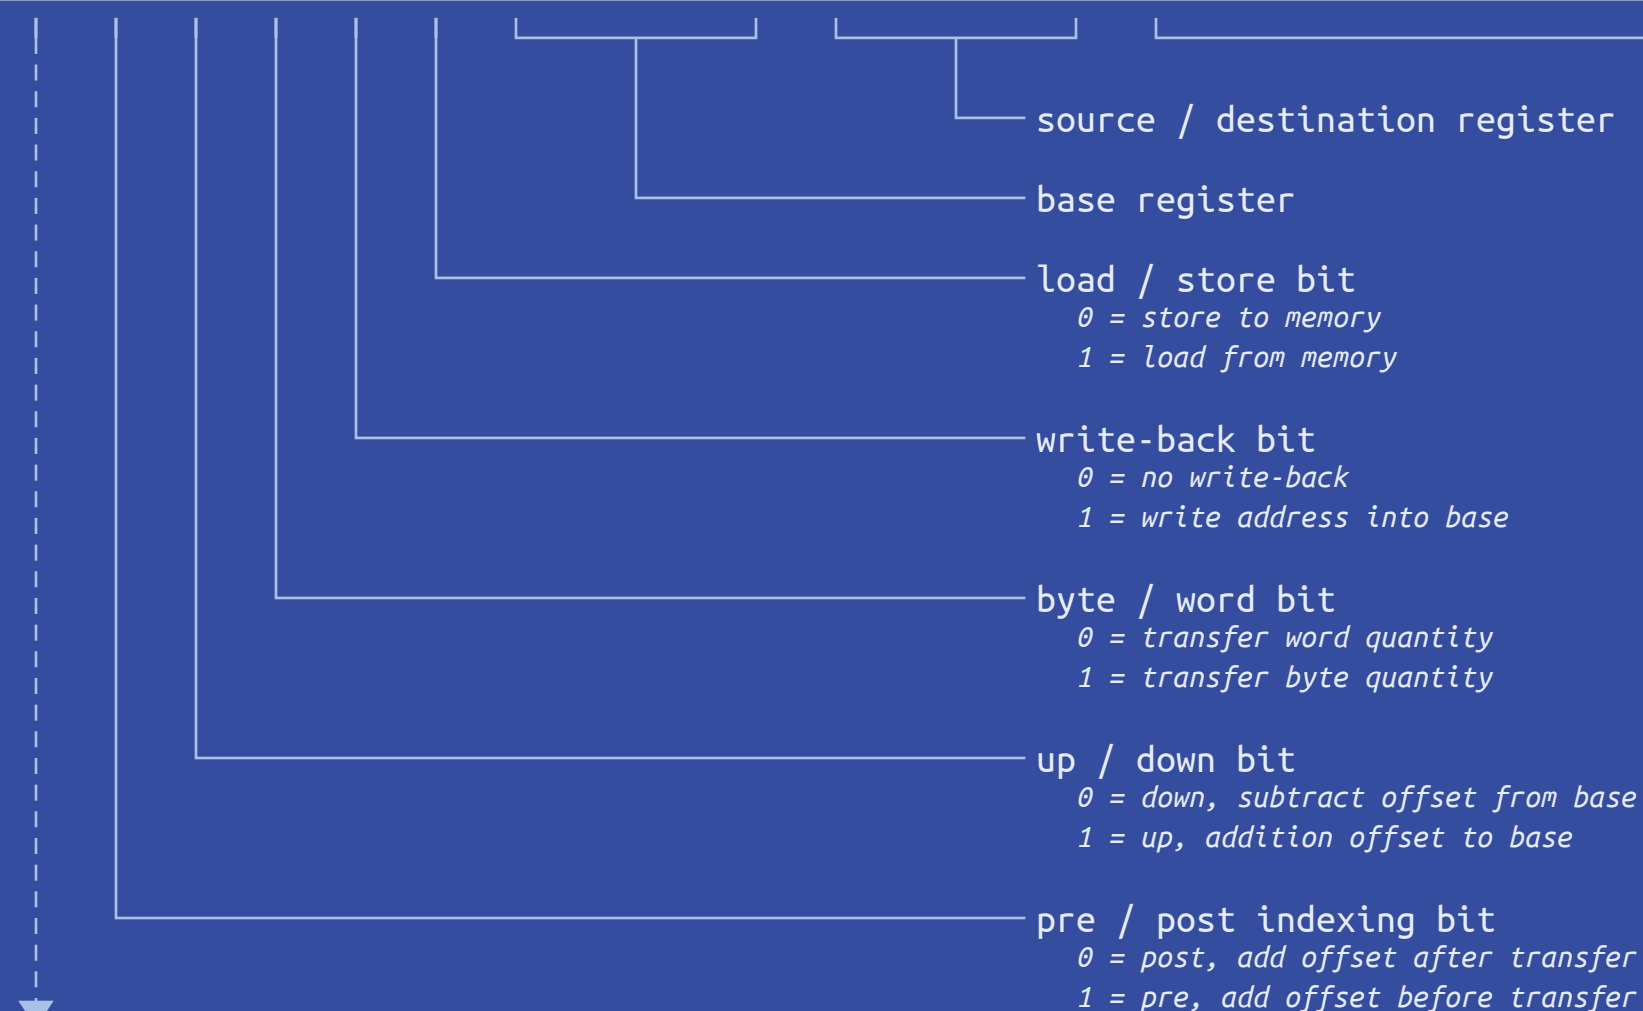 source / destination register
base register
load / store bit
0 = store to memory
1 = load from memory
write-back bit
0 = no write-back
1 = write address into base
byte / word bit
0 = transfer word quantity
1 = transfer byte quantity
up / down bit
0 = down, subtract offset from base
1 = up, addition offset to base
pre / post indexing bit
0 = post, add offset after transfer
1 = pre, add offset before transfer